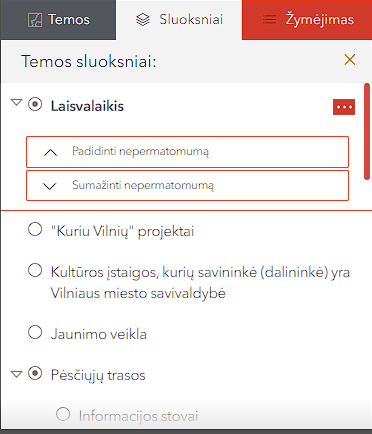 Temos
Sluoksniai
Žymėjimas
Temos sluoksniai:
Laisvalaikis
Padidinti nepermatomumą
Sumažinti nepermatomumą
"Kuriu Vilnių" projektai
Kultūros įstaigos, kurių savininkė (dalininkė) yra
Vilniaus miesto savivaldybė
Jaunimo veikla
Pėsčiųjų trasos
Informacijos stovai